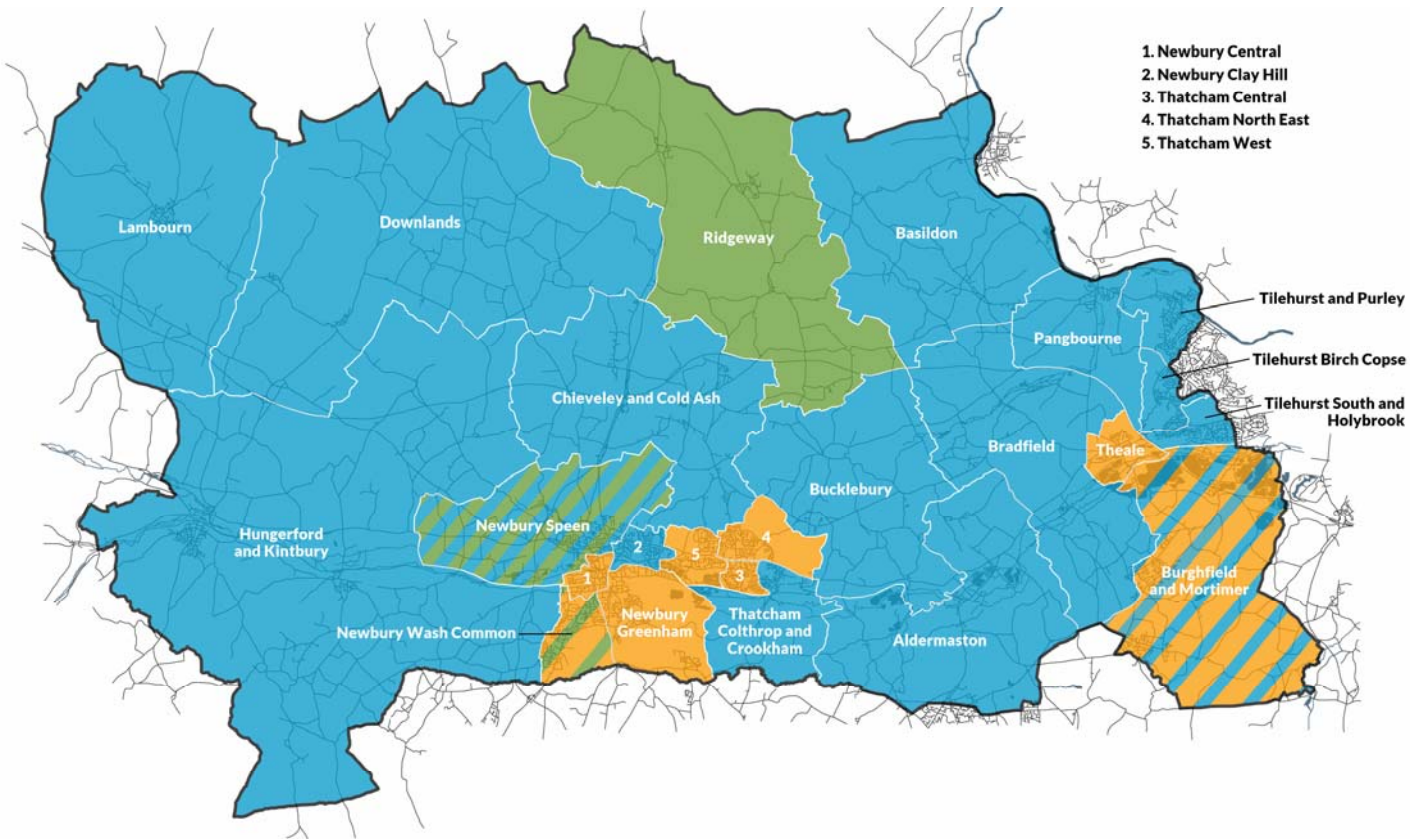 1. Newbury Central
2. Newbury Clay Hill
3. Thatcham Central
4. Thatcham North East
5. Thatcham West
Lambourn
Downlands
Ridgeway
Basildon
Tilehurst and Purley
Pangbourne
Tilehurst Birch Copse
Chieveley and Cold Ash
Tilehurst South and
Holybrook
Bradfield
Theale
Bucklebury
Newbury Speen
Hungerford
and Kintbury
2
5
4
3
1
Burghfield
and Mortimer
Newbury Wash Common
Newbury
Greenham
Thatcham
Colthrop and
Crookham
Aldermaston